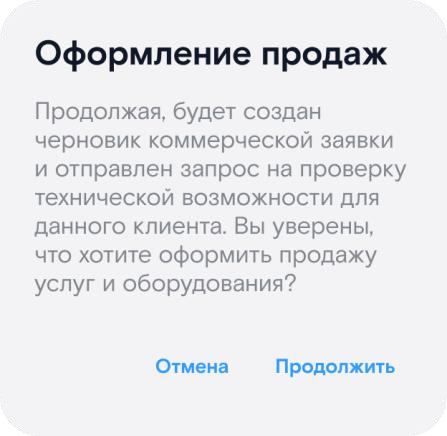 Оформление продаж
Продолжая, будет создан
черновик коммерческой заявки
и отправлен запрос на проверку
технической возможности для
данного клиента. Вы уверены,
что хотите оформить продажу
услуг и оборудования?
Отмена
Продолжить